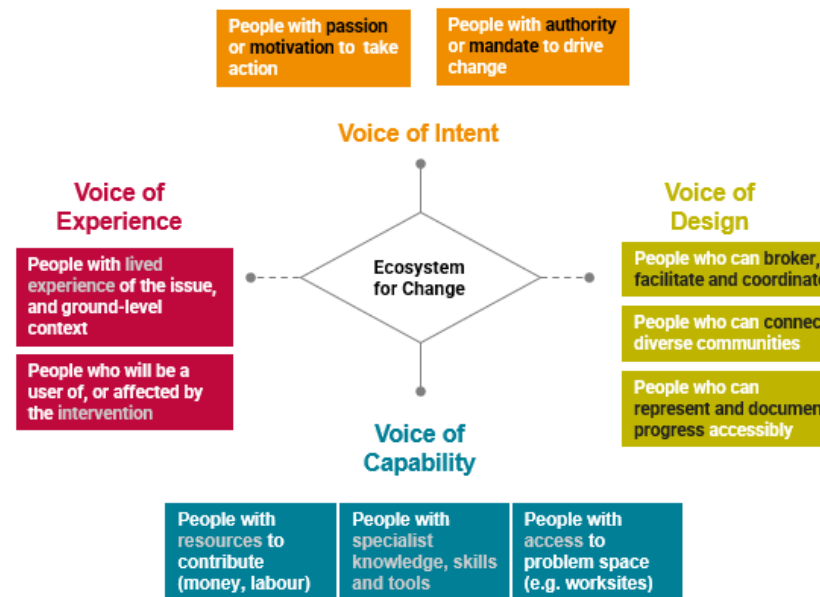 People with passion
or motivation to take
action
People with authority
or mandate to drive
change
Voice of Intent
Voice of
Experience
People with lived
experience of the issue,
and ground-level
context
People who will be a
user of, or affected by
the intervention
Ecosystem
for Change
Voice of
Design
People who can broker,
facilitate and coordinate
People who can connec
diverse communities
People who can
represent and documen
progress accessibly
Voice of
Capability
People with
resources to
contribute
(money, labour)
People with
specialist
knowledge, skills
and tools
People with
access to
problem space
(e.g. worksites)